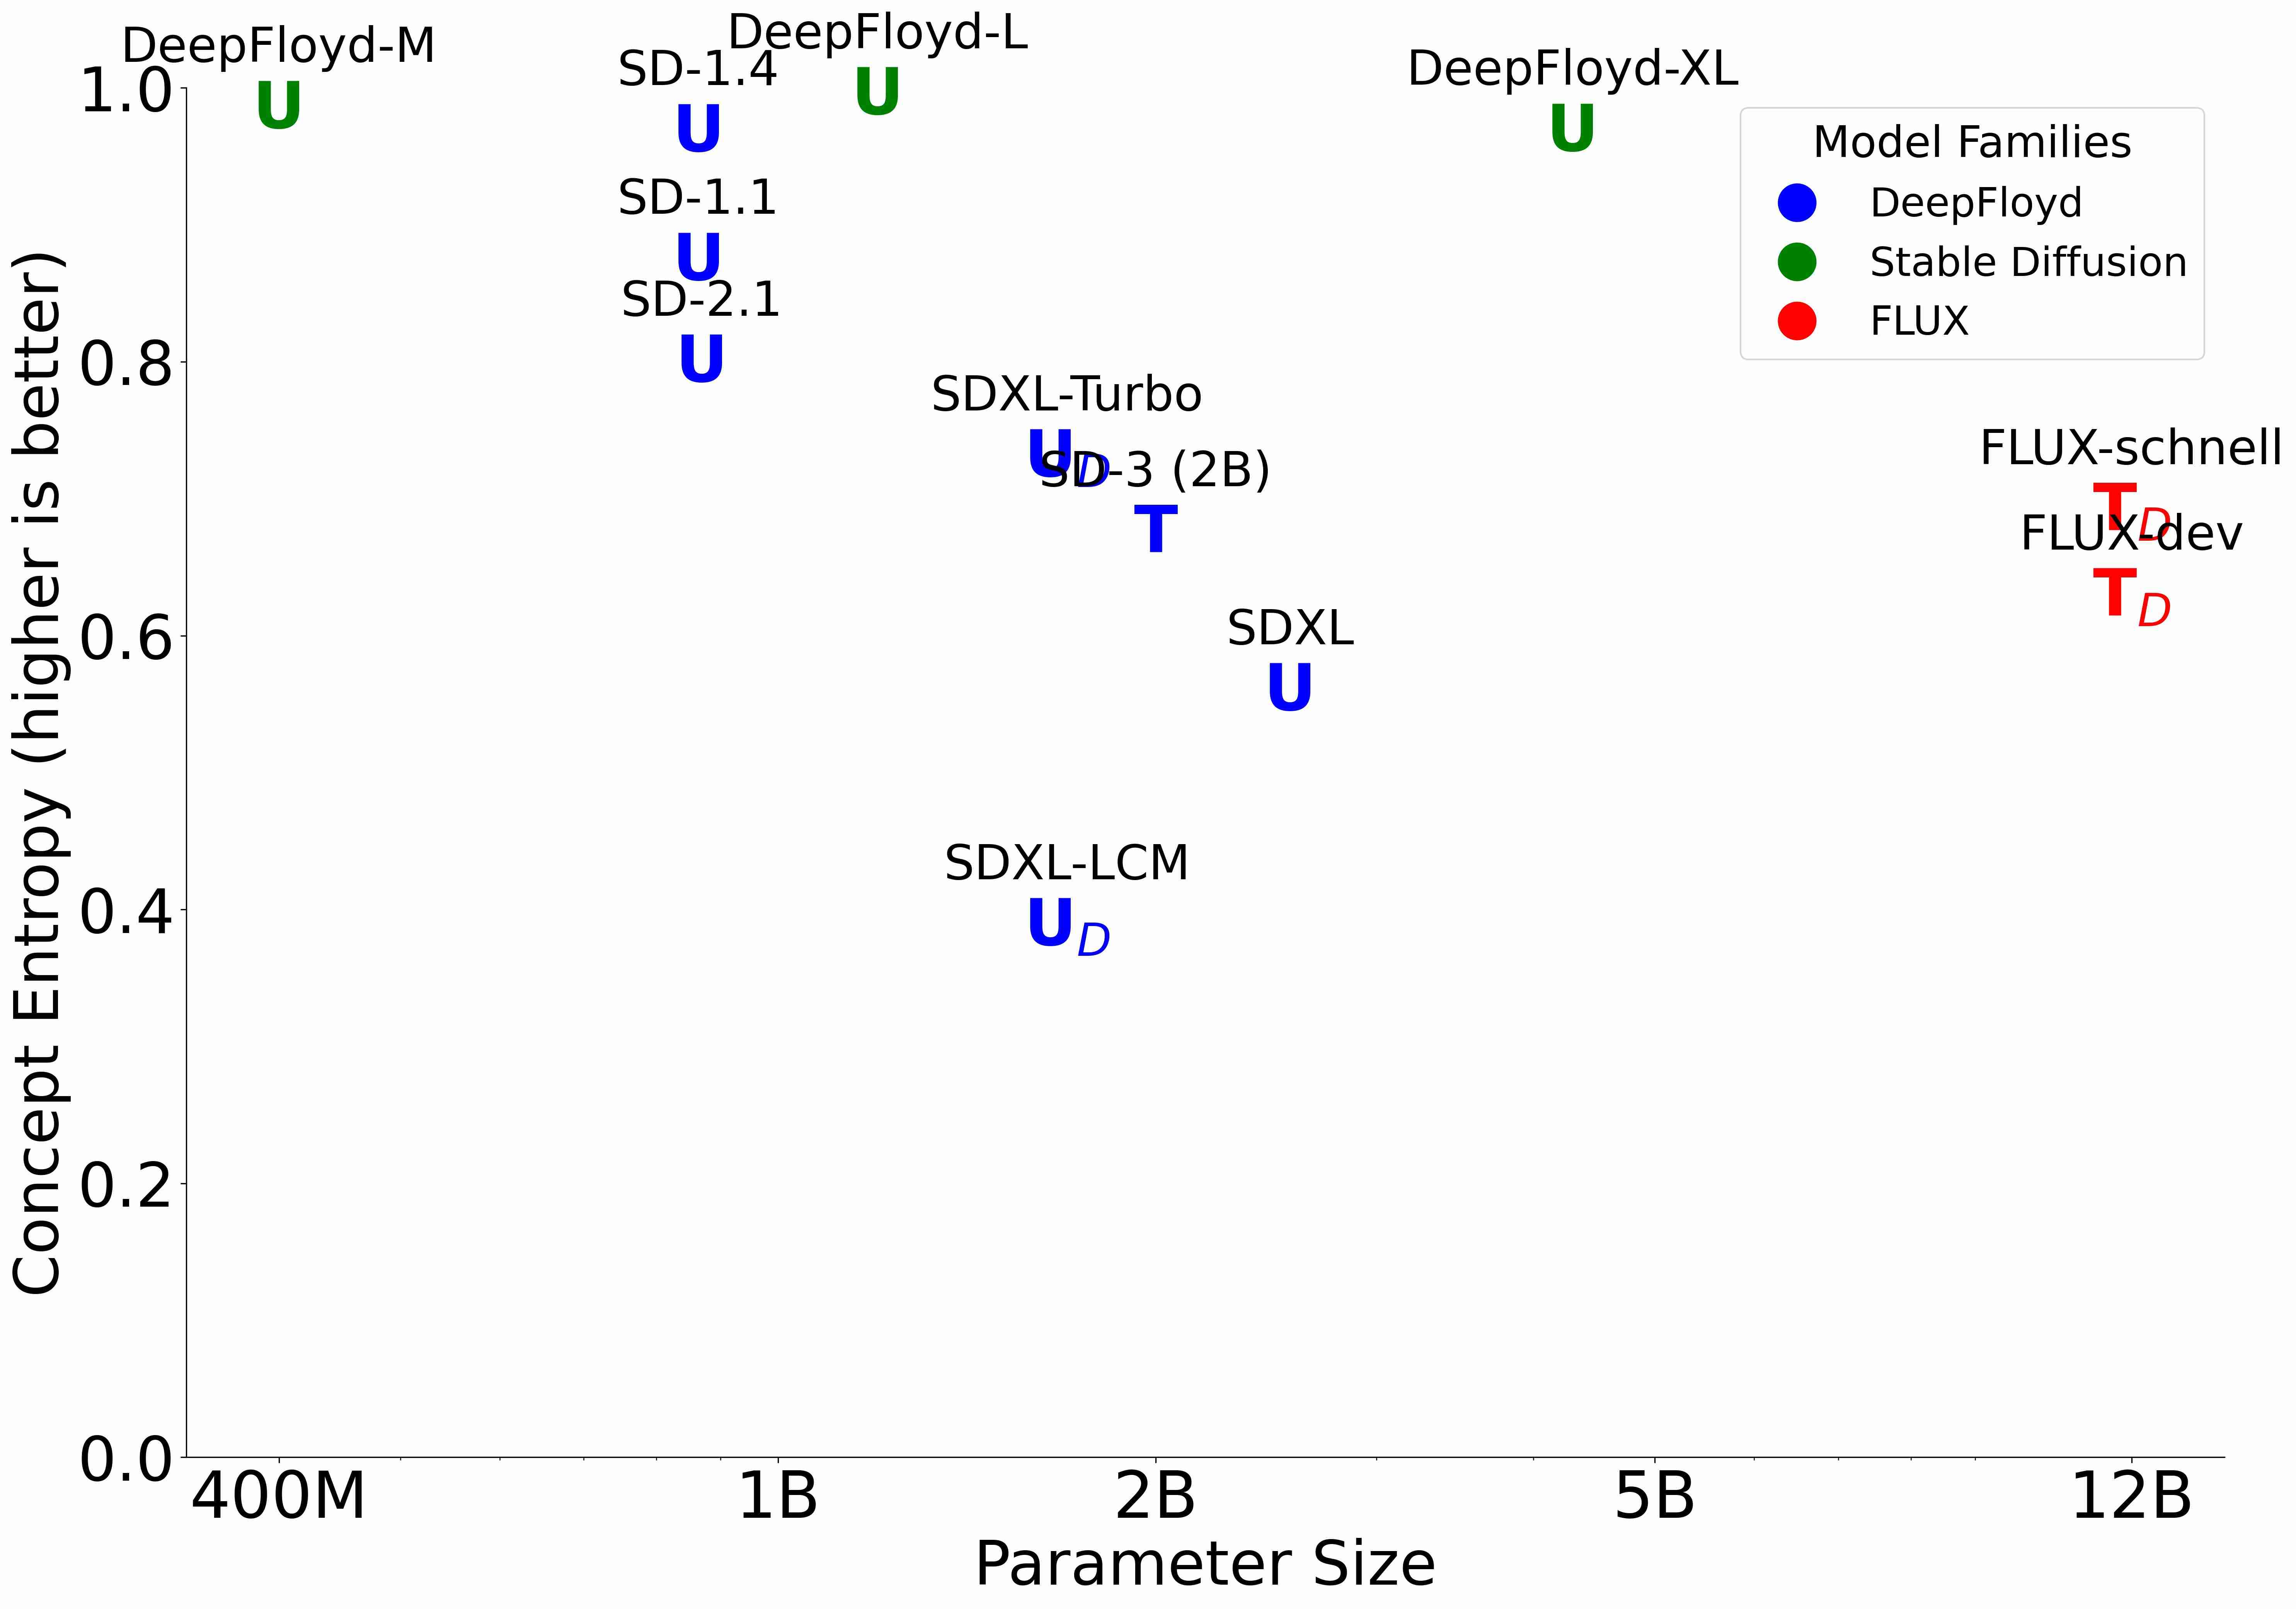 DeepFloyd-M
U
DeepFloyd-L
U
SD-1.4
U
DeepFloyd-XL
U
SD-1.1
U
SD-2.1
U
SDXL-Turbo
U D
SD-3 (2B)
T
SDXL
U
SDXL-LCM
U D
FLUX-schnell
T D
FLUX-dev
T D
Model Families
DeepFloyd
Stable Diffusion
FLUX
Concept Entropy (higher is better)
1.0
0.8
0.6
0.4
0.2
0.0
400M 1B 2B 5B 12B
Parameter Size